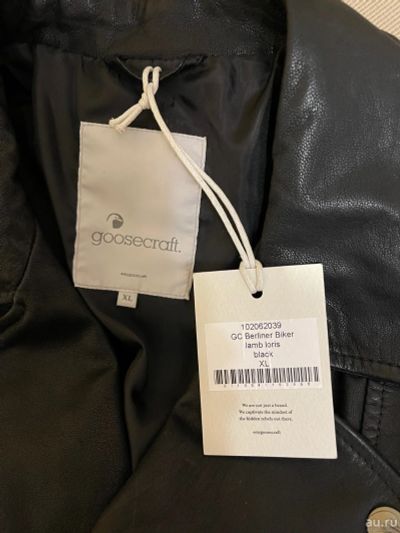 goosecraft.
XL
102062039
GC Berliner Biker
lamb loris
black
XL
We are not just a brand.
We captivate the mindset of
the hidden rebels out there.
au.ru